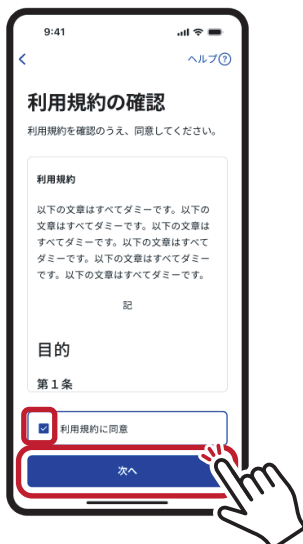 9:41
ヘルプ?
利用規約の確認
利用規約を確認のうえ、同意してください。
利用規約
以下の文章はすべてダミーです。以下の
文章はすべてダミーです。以下の文章は
すべてダミーです。以下の文章はすべて
ダミーです。以下の文章はすべてダミー
です。以下の文章はすべてダミーです。
記
目的
第1条
利用規約に同意
次へ